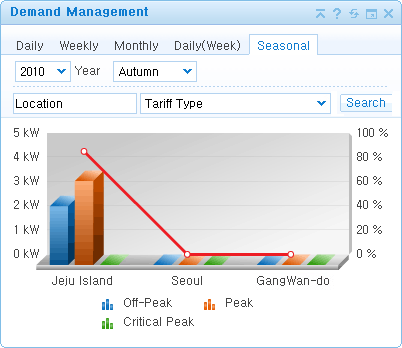 Demand Management
Daily Weekly Monthly Daily(Week) Seasonal
2010 Year Autumn
Location Tariff Type Search
5 kW 100 %
4 kW 80 %
3 kW 60 %
2 kW 40 %
1 kW 20 %
0 kW 0 %
Jeju Island Seoul GangWan-do
Off-Peak Peak
Critical Peak